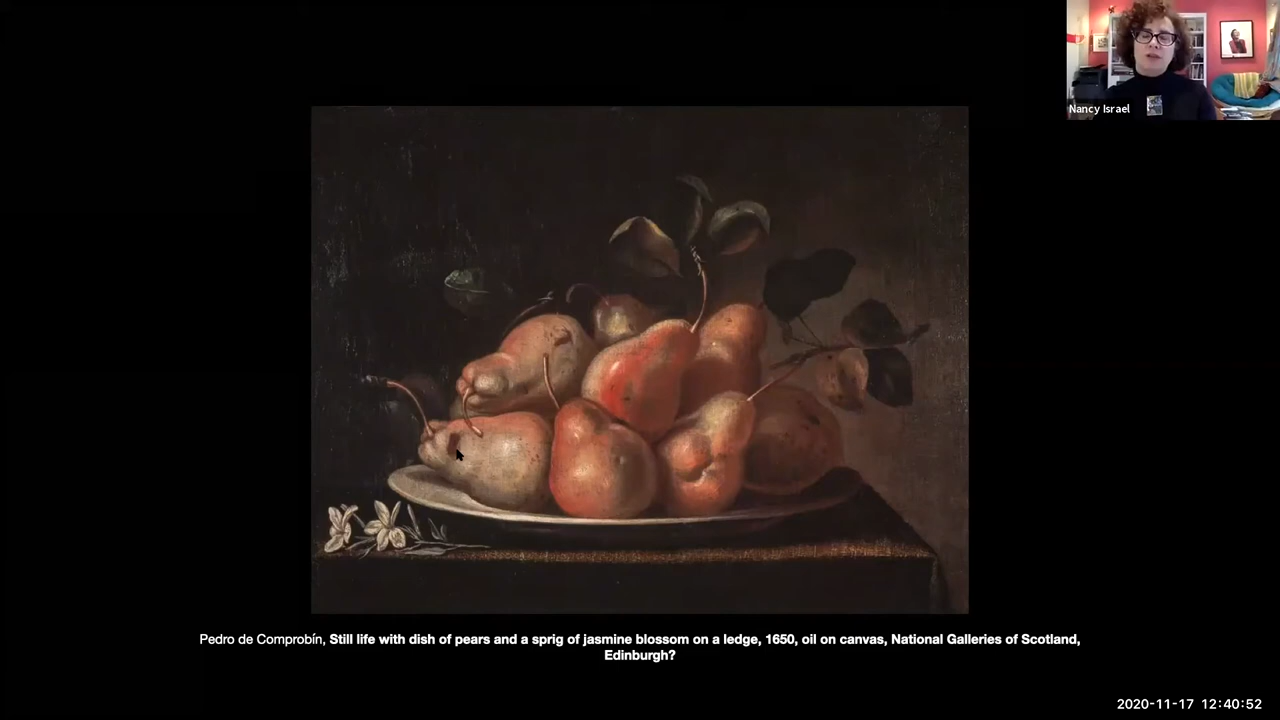 Nancy Israel
Pedro de Comprobín, Still life with dish of pears and a sprig of jasmine blossom on a ledge, 1650, oil on canvas, National Galleries of Scotland,
Edinburgh?
2020-11-17 12:40:52